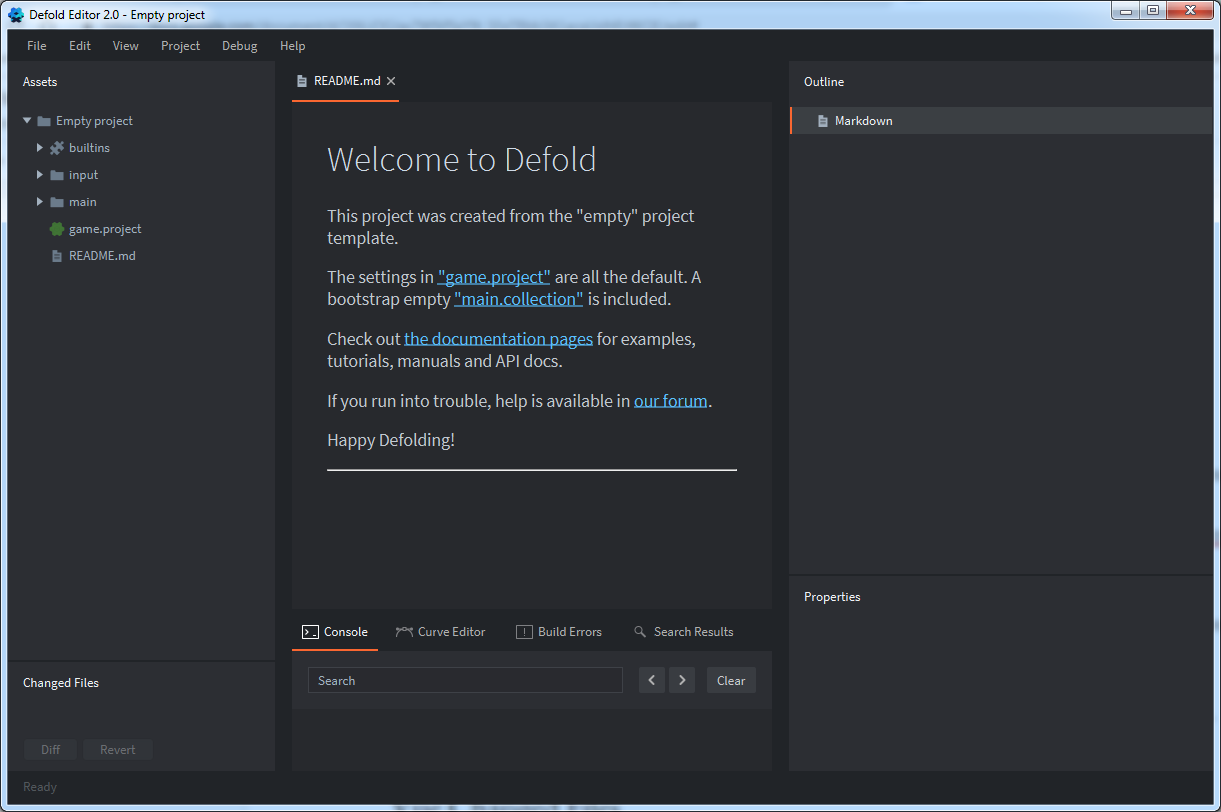 Defold Editor 2.0 - Empty project
File Edit View Project Debug Help
Assets
Empty project
builtins
input
main
game.project
README.md
Changed Files
Diff Revert
Ready
README.md
Welcome to Defold
This project was created from the "empty" project
template.
The settings in "game.project" are all the default. A
bootstrap empty "main.collection" is included.
Check out the documentation pages for examples,
tutorials, manuals and API docs.
If you run into trouble, help is available in our forum.
Happy Defolding!
Console Curve Editor Build Errors Search Results
Search Clear
Outline
Markdown
Properties